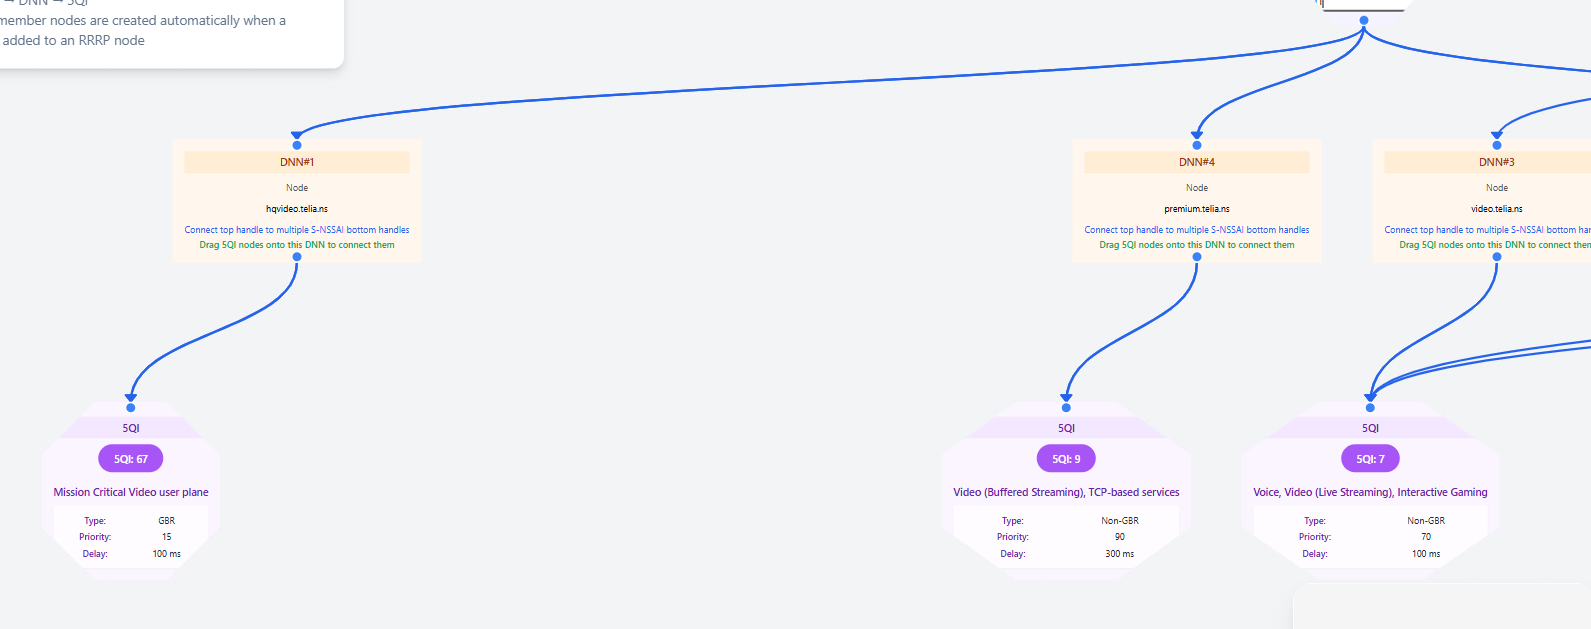 → DNN → 5QI
member nodes are created automatically when a
added to an RRRP node
DNN#1
Node
hqvideo.telia.ns
Connect top handle to multiple S-NSSAI bottom handles
Drag 5QI nodes onto this DNN to connect them
DNN#4
Node
premium.telia.ns
Connect top handle to multiple S-NSSAI bottom handles
Drag 5QI nodes onto this DNN to connect them
DNN#3
Node
video.telia.ns
Connect top handle to multiple S-NSSAI bottom har
Drag 5QI nodes onto this DNN to connect then
5QI
5QI: 67
Mission Critical Video user plane
Type: GBR
Priority: 15
Delay: 100 ms
5QI
5QI: 9
Video (Buffered Streaming), TCP-based services
Type: Non-GBR
Priority: 90
Delay: 300 ms
5QI
5QI: 7
Voice, Video (Live Streaming), Interactive Gaming
Type: Non-GBR
Priority: 70
Delay: 100 ms